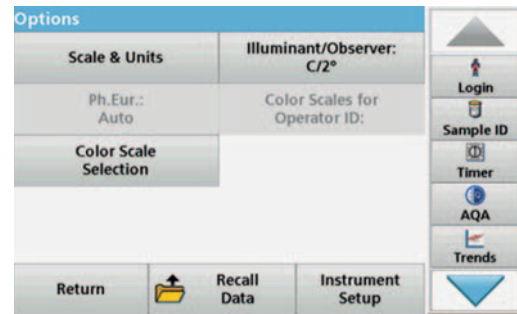 Options
Scale & Units
Illuminant/Observer:
C/2°
Ph.Eur.:
Auto
Color Scales for
Operator ID:
Color Scale
Selection
Return
Recall
Data
Instrument
Setup
Login
Sample ID
Timer
AQA
Trends